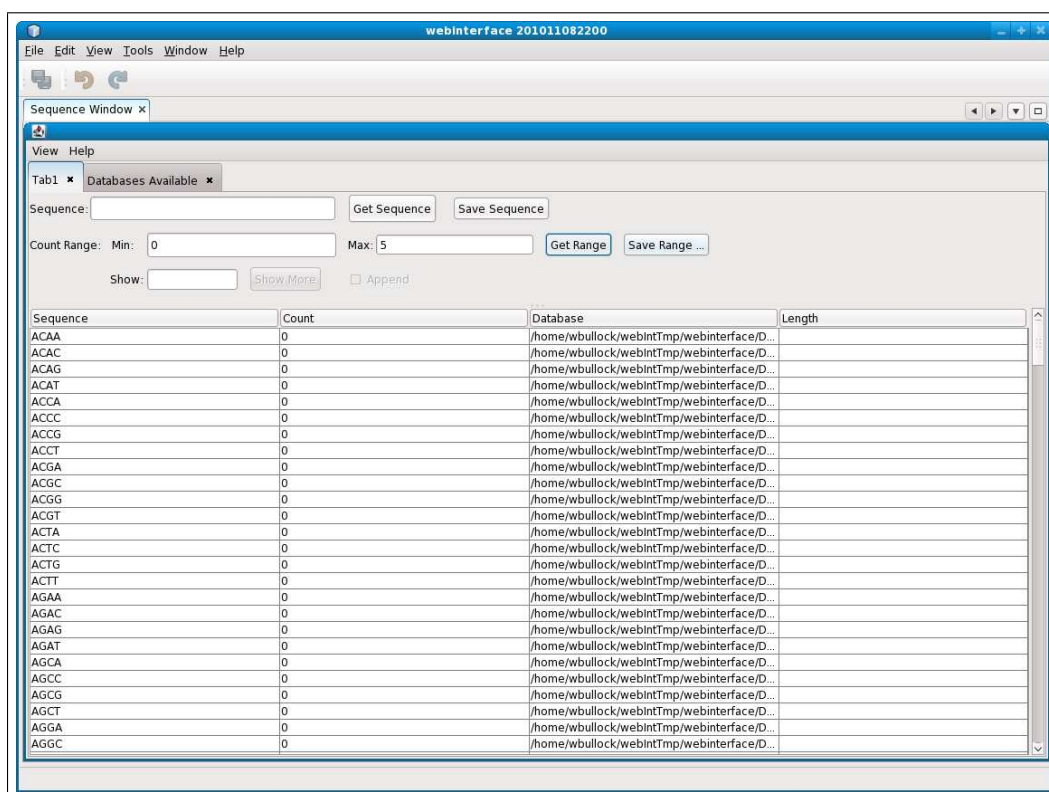 webinterface 201011082200
File Edit View Tools Window Help
Sequence Window
View Help
Tab1 Databases Available
Sequence: Get Sequence Save Sequence
Count Range: Min: 0 Max: 5 Get Range Save Range ...
Show: Show More Append
Sequence Count Database Length
ACAA 0 /home/wbullock/webIntTmp/webinterface/D...
ACAC 0 /home/wbullock/webIntTmp/webinterface/D...
ACAG 0 /home/wbullock/webIntTmp/webinterface/D...
ACAT 0 /home/wbullock/webIntTmp/webinterface/D...
ACCA 0 /home/wbullock/webIntTmp/webinterface/D...
ACCC 0 /home/wbullock/webIntTmp/webinterface/D...
ACCG 0 /home/wbullock/webIntTmp/webinterface/D...
ACCT 0 /home/wbullock/webIntTmp/webinterface/D...
ACGA 0 /home/wbullock/webIntTmp/webinterface/D...
ACGC 0 /home/wbullock/webIntTmp/webinterface/D...
ACGG 0 /home/wbullock/webIntTmp/webinterface/D...
ACGT 0 /home/wbullock/webIntTmp/webinterface/D...
ACTA 0 /home/wbullock/webIntTmp/webinterface/D...
ACTC 0 /home/wbullock/webIntTmp/webinterface/D...
ACTG 0 /home/wbullock/webIntTmp/webinterface/D...
ACTT 0 /home/wbullock/webIntTmp/webinterface/D...
AGAA 0 /home/wbullock/webIntTmp/webinterface/D...
AGAC 0 /home/wbullock/webIntTmp/webinterface/D...
AGAG 0 /home/wbullock/webIntTmp/webinterface/D...
AGAT 0 /home/wbullock/webIntTmp/webinterface/D...
AGCA 0 /home/wbullock/webIntTmp/webinterface/D...
AGCC 0 /home/wbullock/webIntTmp/webinterface/D...
AGCG 0 /home/wbullock/webIntTmp/webinterface/D...
AGCT 0 /home/wbullock/webIntTmp/webinterface/D...
AGGA 0 /home/wbullock/webIntTmp/webinterface/D...
AGGC 0 /home/wbullock/webIntTmp/webinterface/D...